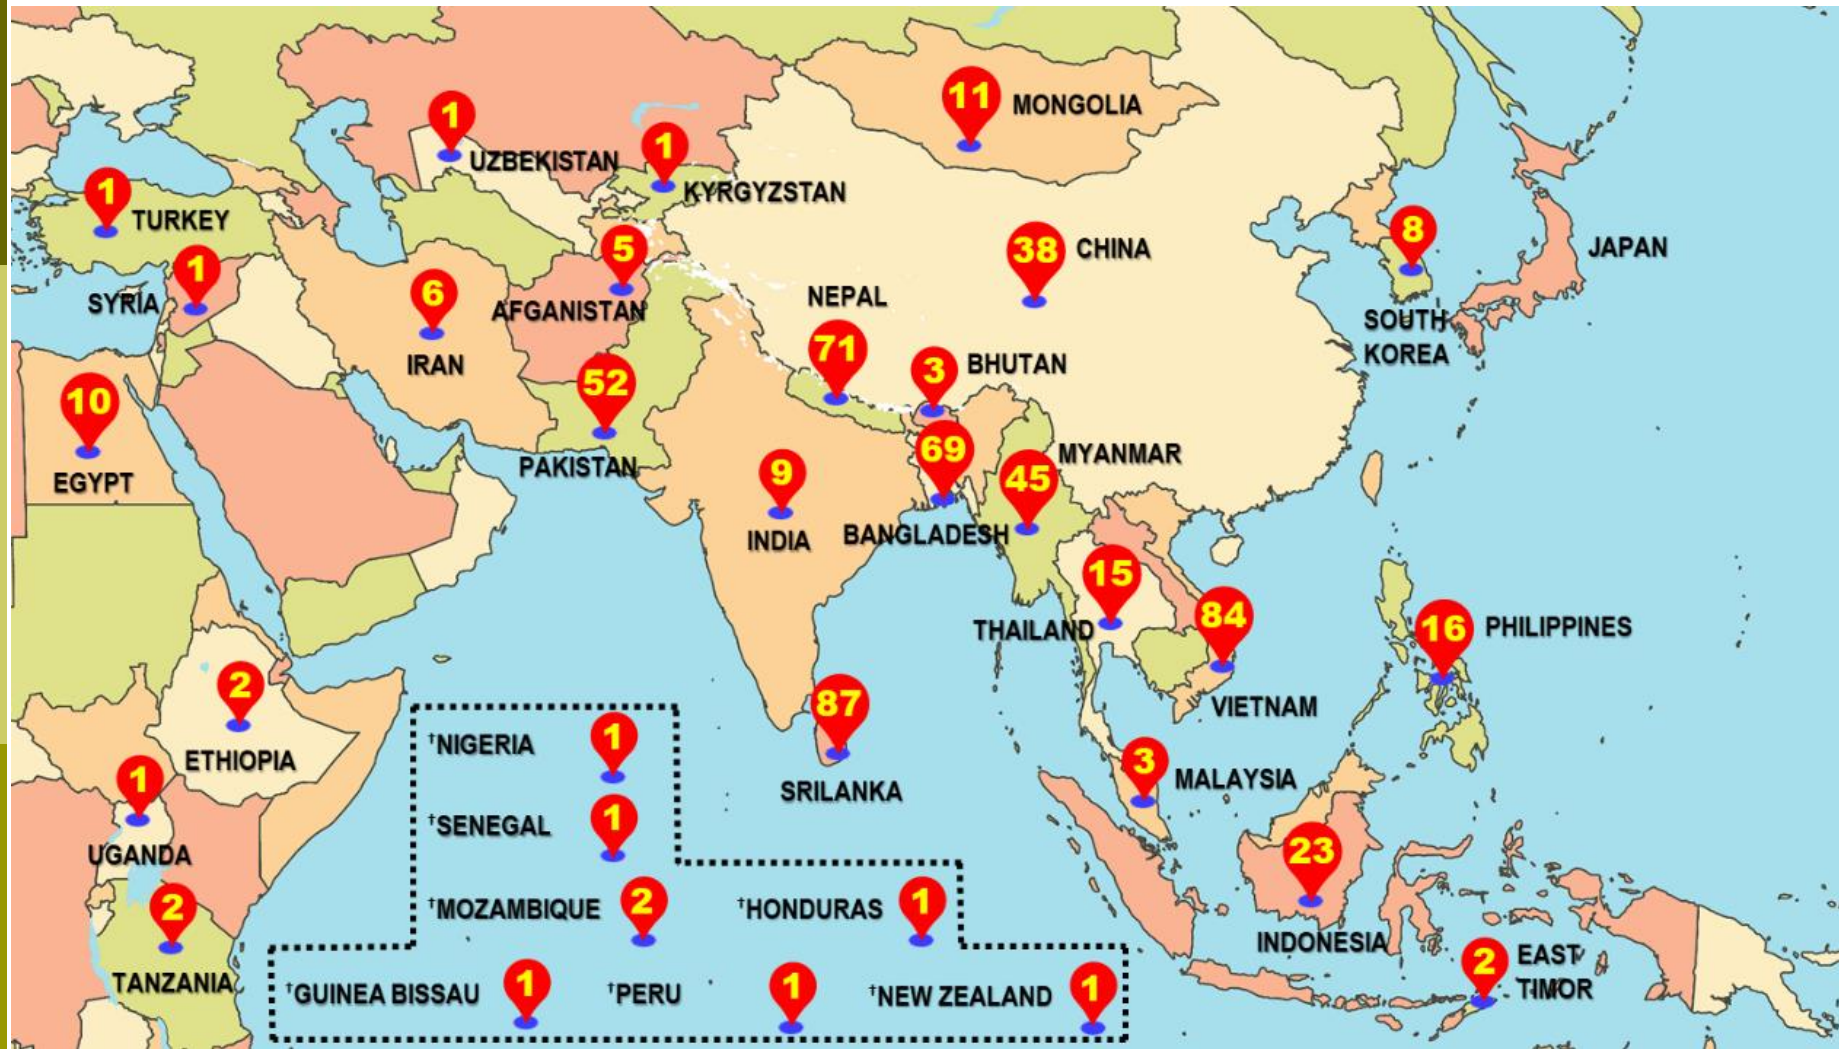 11
MONGOLIA
1
UZBEKISTAN
1
KYRGYZSTAN
1
TURKEY
1
SYRIA
5
AFGANISTAN
6
IRAN
38
CHINA
8
SOUTH
KOREA
JAPAN
NEPAL
71
3
BHUTAN
52
PAKISTAN
10
EGYPT
9
INDIA
69
BANGLADESH
MYANMAR
45
15
THAILAND
84
VIETNAM
16
PHILIPPINES
2
ETHIOPIA
87
SRILANKA
1
UGANDA
3
MALAYSIA
23
INDONESIA
2
TANZANIA
2
EAST
TIMOR
†NIGERIA 1
†SENEGAL 1
†MOZAMBIQUE 2 †HONDURAS 1
†GUINEA BISSAU 1 †PERU 1 †NEW ZEALAND 1